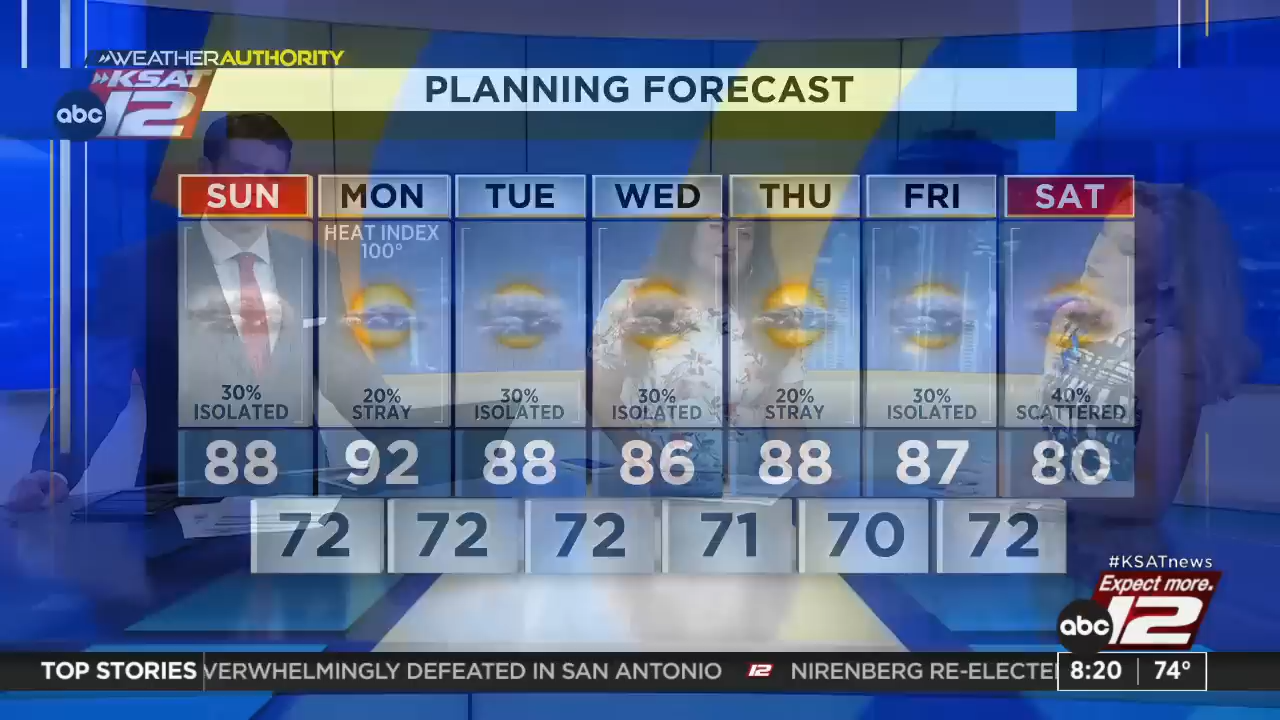 »WEATHERAUTHORITY
»KSAT
abc 12
PLANNING FORECAST
SUN MON TUE WED THU FRI SAT
HEAT INDEX
100°
30% 20% 30% 30% 20% 30% 40%
ISOLATED STRAY ISOLATED ISOLATED STRAY ISOLATED SCATTERED
88 92 88 86 88 87 80
72 72 72 71 70 72
#KSATnews
Expect more.
abc 12
TOP STORIES VERWHELMINGLY DEFEATED IN SAN ANTONIO 12 NIRENBERG RE-ELECTE 8:20 74°